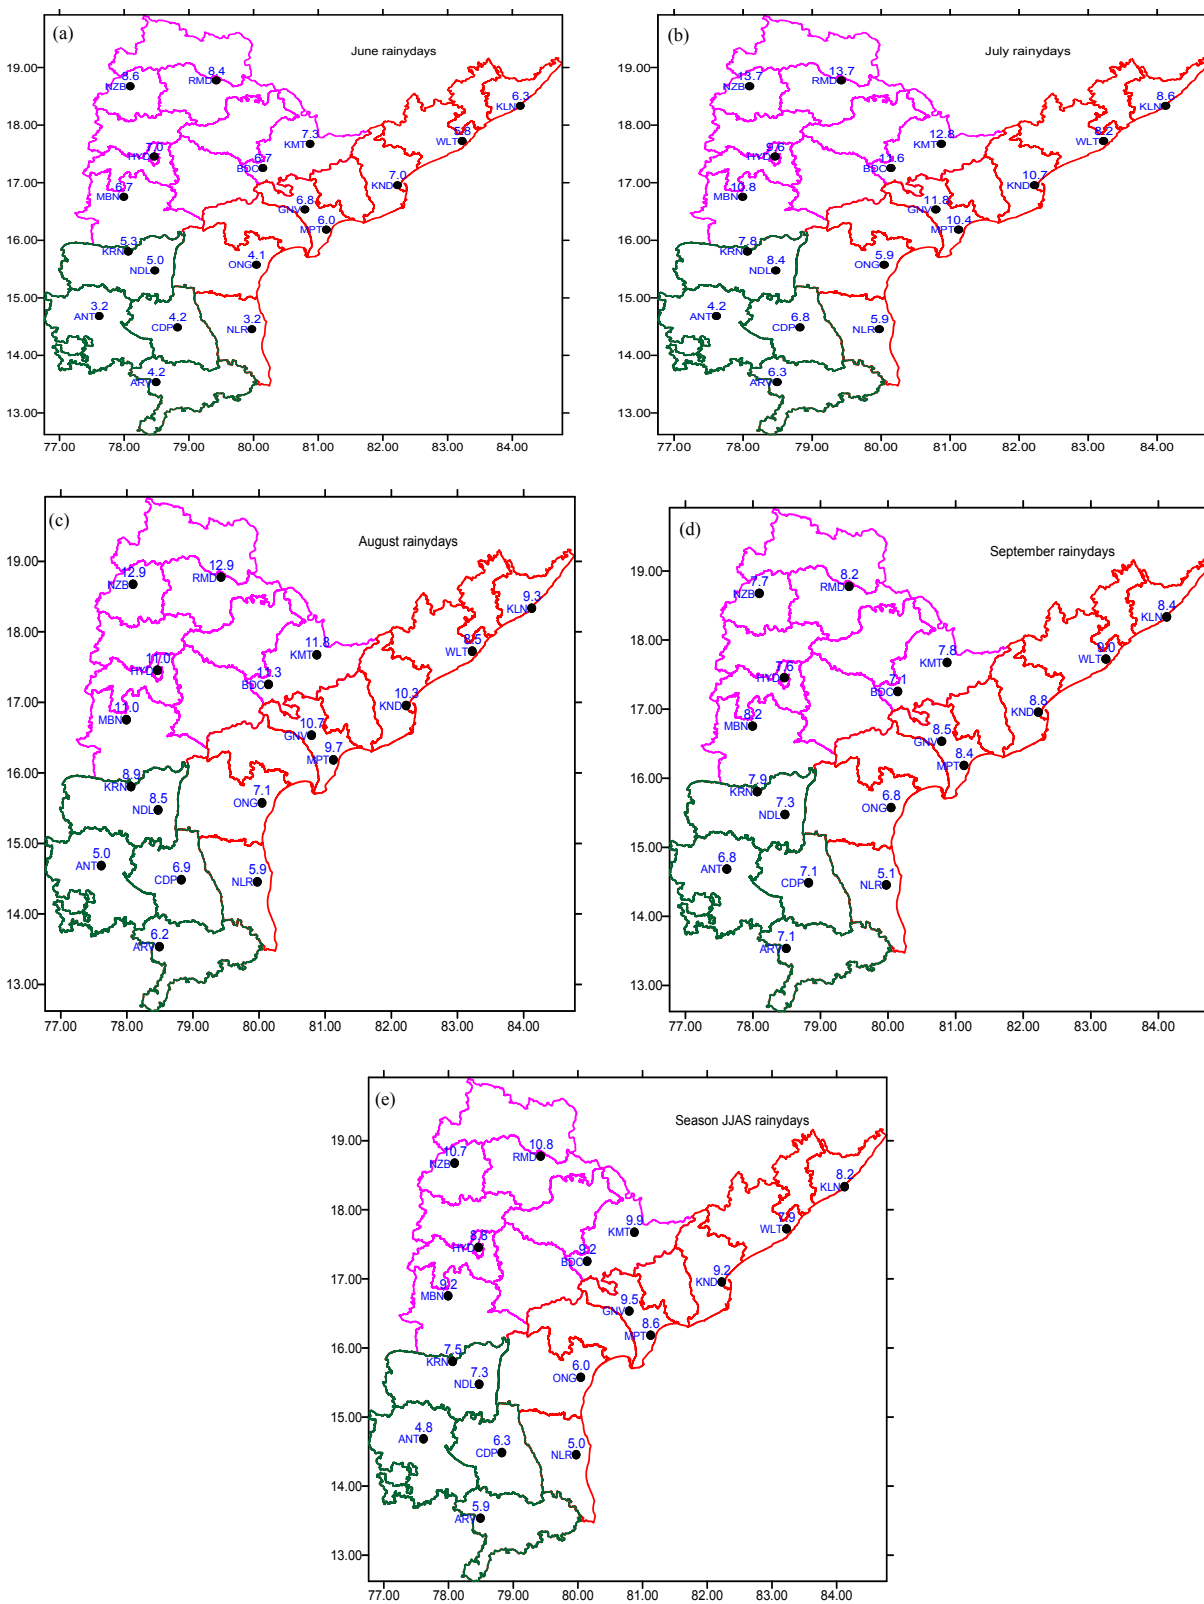 (a)
June rainydays
19.00
18.00
17.00
16.00
15.00
14.00
13.00
8.6
NZB
8.4
RMD
6.3
KLN
5.8
WLT
7.3
KMT
7.0
HYD
6.7
BDC
7.0
KND
6.7
MBN
6.8
GNV
6.0
MPT
5.3
KRN
5.0
NDL
4.1
ONG
3.2
ANT
4.2
CDP
3.2
NLR
4.2
ARV
77.00 78.00 79.00 80.00 81.00 82.00 83.00 84.00
(b)
July rainydays
19.00
18.00
17.00
16.00
15.00
14.00
13.00
13.7
NZB
13.7
RMD
8.6
KLN
8.2
WLT
12.8
KMT
9.6
HYD
11.6
BDC
10.7
KND
10.8
MBN
11.8
GNV
10.4
MPT
7.8
KRN
8.4
NDL
5.9
ONG
4.2
ANT
6.8
CDP
5.9
NLR
6.3
ARV
77.00 78.00 79.00 80.00 81.00 82.00 83.00 84.00
(c)
August rainydays
19.00
18.00
17.00
16.00
15.00
14.00
13.00
12.9
NZB
12.9
RMD
9.3
KLN
8.5
WLT
11.8
KMT
11.0
HYD
11.3
BDC
10.3
KND
11.0
MBN
10.7
GNV
9.7
MPT
8.9
KRN
8.5
NDL
7.1
ONG
5.0
ANT
6.9
CDP
5.9
NLR
6.2
ARV
77.00 78.00 79.00 80.00 81.00 82.00 83.00 84.00
(d)
September rainydays
19.00
18.00
17.00
16.00
15.00
14.00
13.00
7.7
NZB
8.2
RMD
8.4
KLN
9.0
WLT
7.8
KMT
7.6
HYD
7.1
BDC
8.8
KND
8.2
MBN
8.5
GNV
8.4
MPT
7.9
KRN
7.3
NDL
6.8
ONG
6.8
ANT
7.1
CDP
5.1
NLR
7.1
ARV
77.00 78.00 79.00 80.00 81.00 82.00 83.00 84.00
(e)
Season JJAS rainydays
19.00
18.00
17.00
16.00
15.00
14.00
13.00
10.7
NZB
10.8
RMD
8.2
KLN
7.9
WLT
9.9
KMT
8.8
HYD
9.2
BDC
9.2
KND
9.2
MBN
9.5
GNV
8.6
MPT
7.5
KRN
7.3
NDL
6.0
ONG
4.8
ANT
6.3
CDP
5.0
NLR
5.9
ARV
77.00 78.00 79.00 80.00 81.00 82.00 83.00 84.00